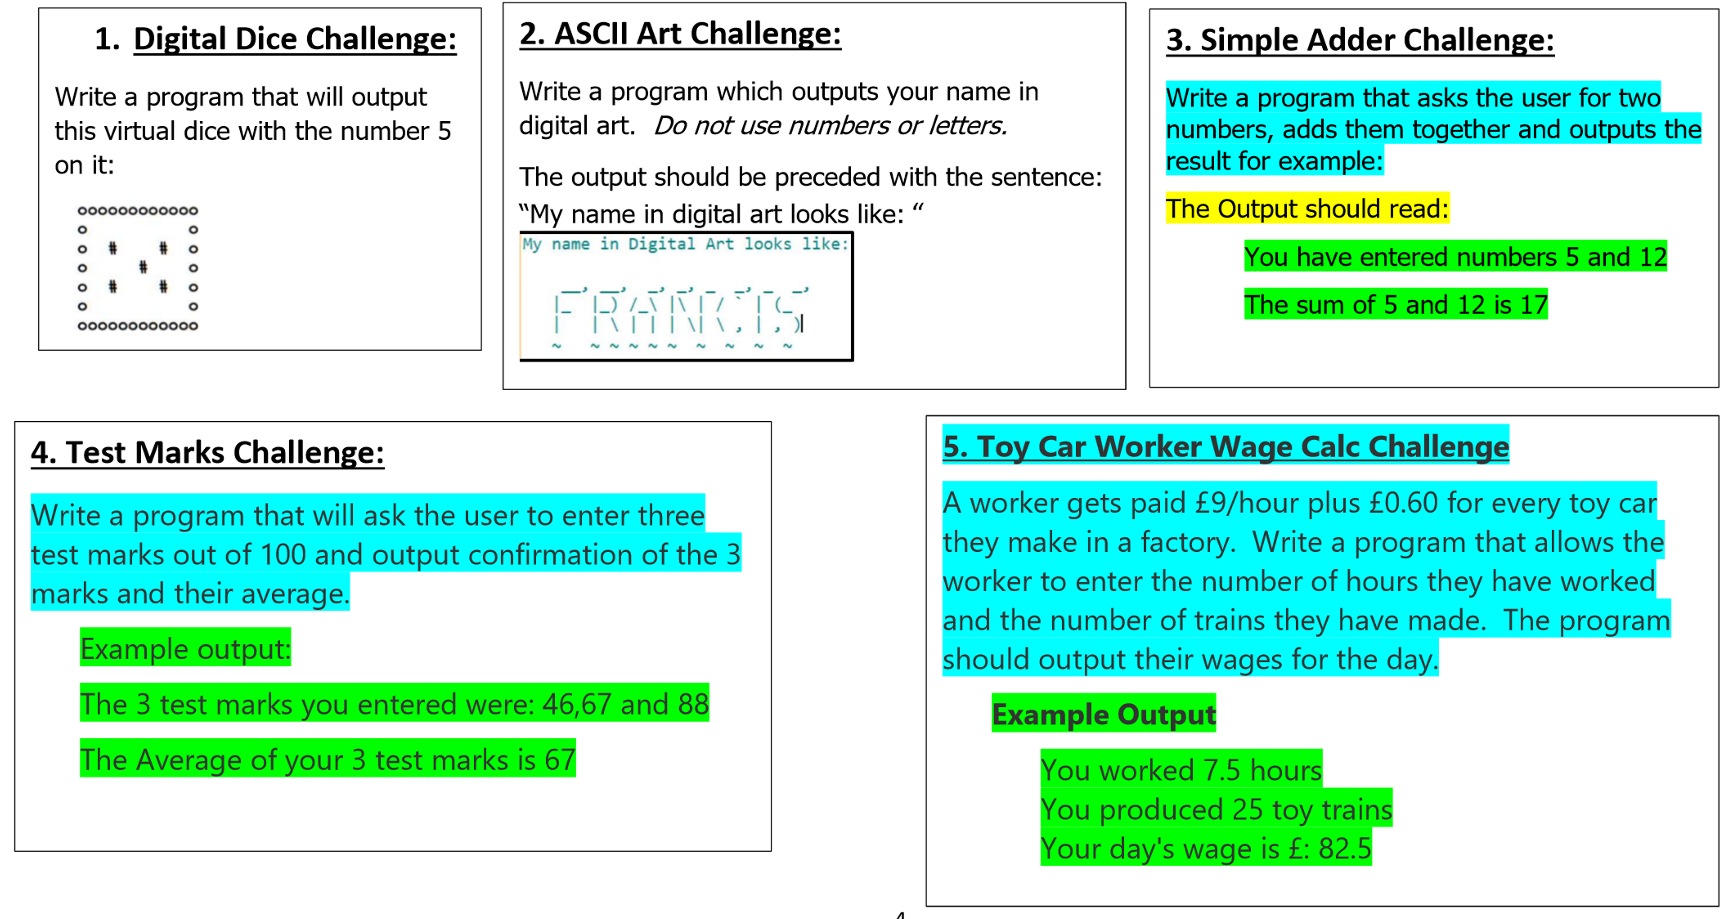 1. Digital Dice Challenge:
Write a program that will output
this virtual dice with the number 5
on it:
oooooooooooo
o          o
o  #    #  o
o     #    o
o  #    #  o
o          o
oooooooooooo
2. ASCII Art Challenge:
Write a program which outputs your name in
digital art.  Do not use numbers or letters.
The output should be preceded with the sentence:
“My name in digital art looks like: “
My name in Digital Art looks like:
FRANCIS
~ ~ ~ ~ ~ ~ ~ ~ ~ ~
3. Simple Adder Challenge:
Write a program that asks the user for two
numbers, adds them together and outputs the
result for example:
The Output should read:
You have entered numbers 5 and 12
The sum of 5 and 12 is 17
4. Test Marks Challenge:
Write a program that will ask the user to enter three
test marks out of 100 and output confirmation of the 3
marks and their average.
Example output:
The 3 test marks you entered were: 46,67 and 88
The Average of your 3 test marks is 67
5. Toy Car Worker Wage Calc Challenge
A worker gets paid £9/hour plus £0.60 for every toy car
they make in a factory.  Write a program that allows the
worker to enter the number of hours they have worked
and the number of trains they have made.  The program
should output their wages for the day.
Example Output
You worked 7.5 hours
You produced 25 toy trains
Your day's wage is £: 82.5